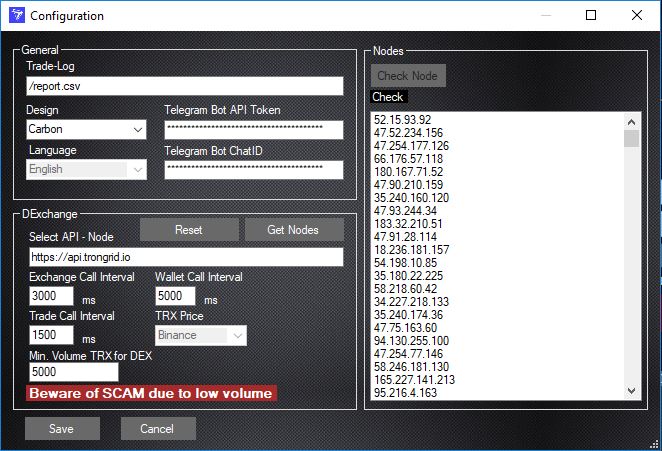 Configuration
General
Trade-Log
/report.csv
Design
Telegram Bot API Token
Carbon
****************************************
Language
Telegram Bot ChatID
English
****************************************
DExchange
Reset
Get Nodes
Select API - Node
https://api.trongrid.io
Exchange Call Interval
Wallet Call Interval
3000 ms
5000 ms
Trade Call Interval
TRX Price
1500 ms
Binance
Min. Volume TRX for DEX
5000
Beware of SCAM due to low volume
Save
Cancel
Nodes
Check Node
Check
52.15.93.92
47.52.234.156
47.254.177.126
66.176.57.118
180.167.71.52
47.90.210.159
35.240.160.120
47.93.244.34
183.32.210.51
47.91.28.114
18.236.181.157
54.198.10.85
35.180.22.225
58.218.60.42
34.227.218.133
35.240.174.36
47.75.163.60
94.130.255.100
47.254.77.146
58.246.181.130
165.227.141.213
95.216.4.163